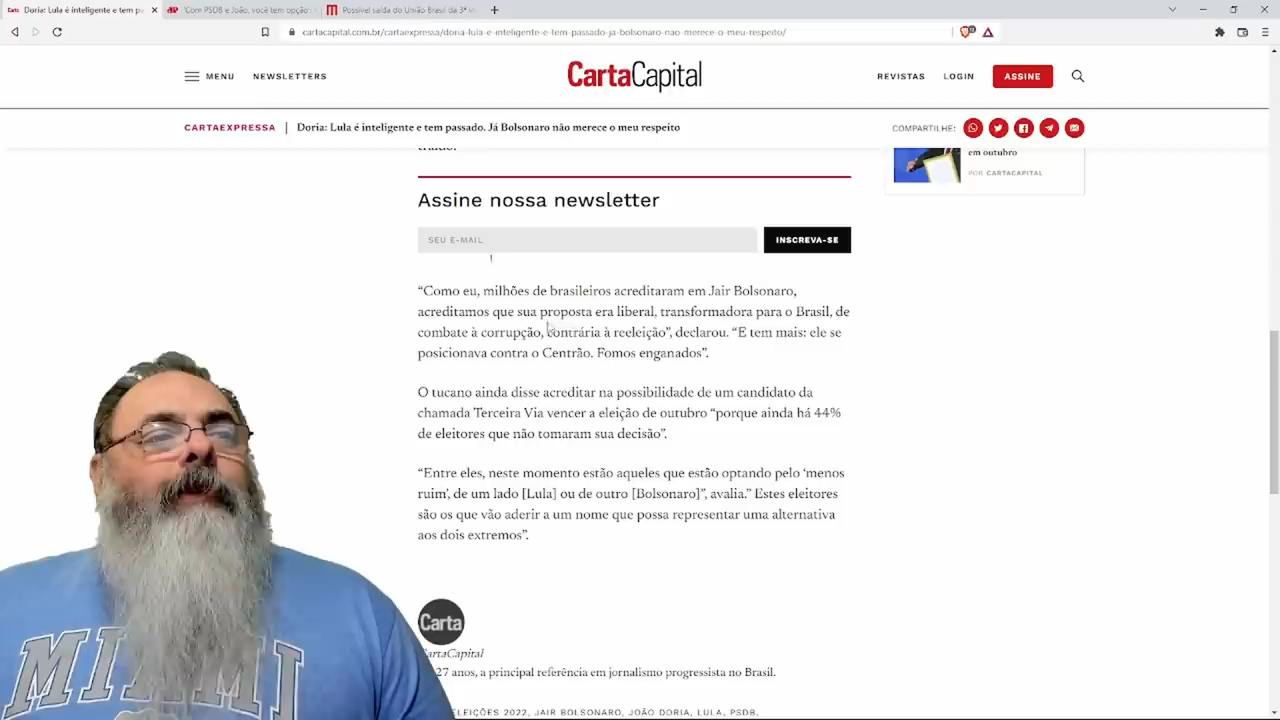 Doria: Lula é inteligente e tem pa
'Com PSDB e João, você tem opção
Possível saída do União Brasil da 3ª vi
cartacapital.com.br/cartaexpressa/doria-lula-e-inteligente-e-tem-passado-ja-bolsonaro-nao-merece-o-meu-respeito/
MENU NEWSLETTERS CartaCapital REVISTAS LOGIN ASSINE
CARTAEXPRESSA | Doria: Lula é inteligente e tem passado. Já Bolsonaro não merece o meu respeito COMPARTILHE:
em outubro
POR CARTACAPITAL
Assine nossa newsletter
SEU E-MAIL INSCREVA-SE
“Como eu, milhões de brasileiros acreditaram em Jair Bolsonaro,
acreditamos que sua proposta era liberal, transformadora para o Brasil, de
combate à corrupção, contrária à reeleição”, declarou. “E tem mais: ele se
posicionava contra o Centrão. Fomos enganados”.
O tucano ainda disse acreditar na possibilidade de um candidato da
chamada Terceira Via vencer a eleição de outubro “porque ainda há 44%
de eleitores que não tomaram sua decisão”.
“Entre eles, neste momento estão aqueles que estão optando pelo ‘menos
ruim’, de um lado [Lula] ou de outro [Bolsonaro]”, avalia.” Estes eleitores
são os que vão aderir a um nome que possa representar uma alternativa
aos dois extremos”.
Carta
CartaCapital
27 anos, a principal referência em jornalismo progressista no Brasil.
ELEIÇÕES 2022, JAIR BOLSONARO, JOÃO DORIA, LULA, PSDB,